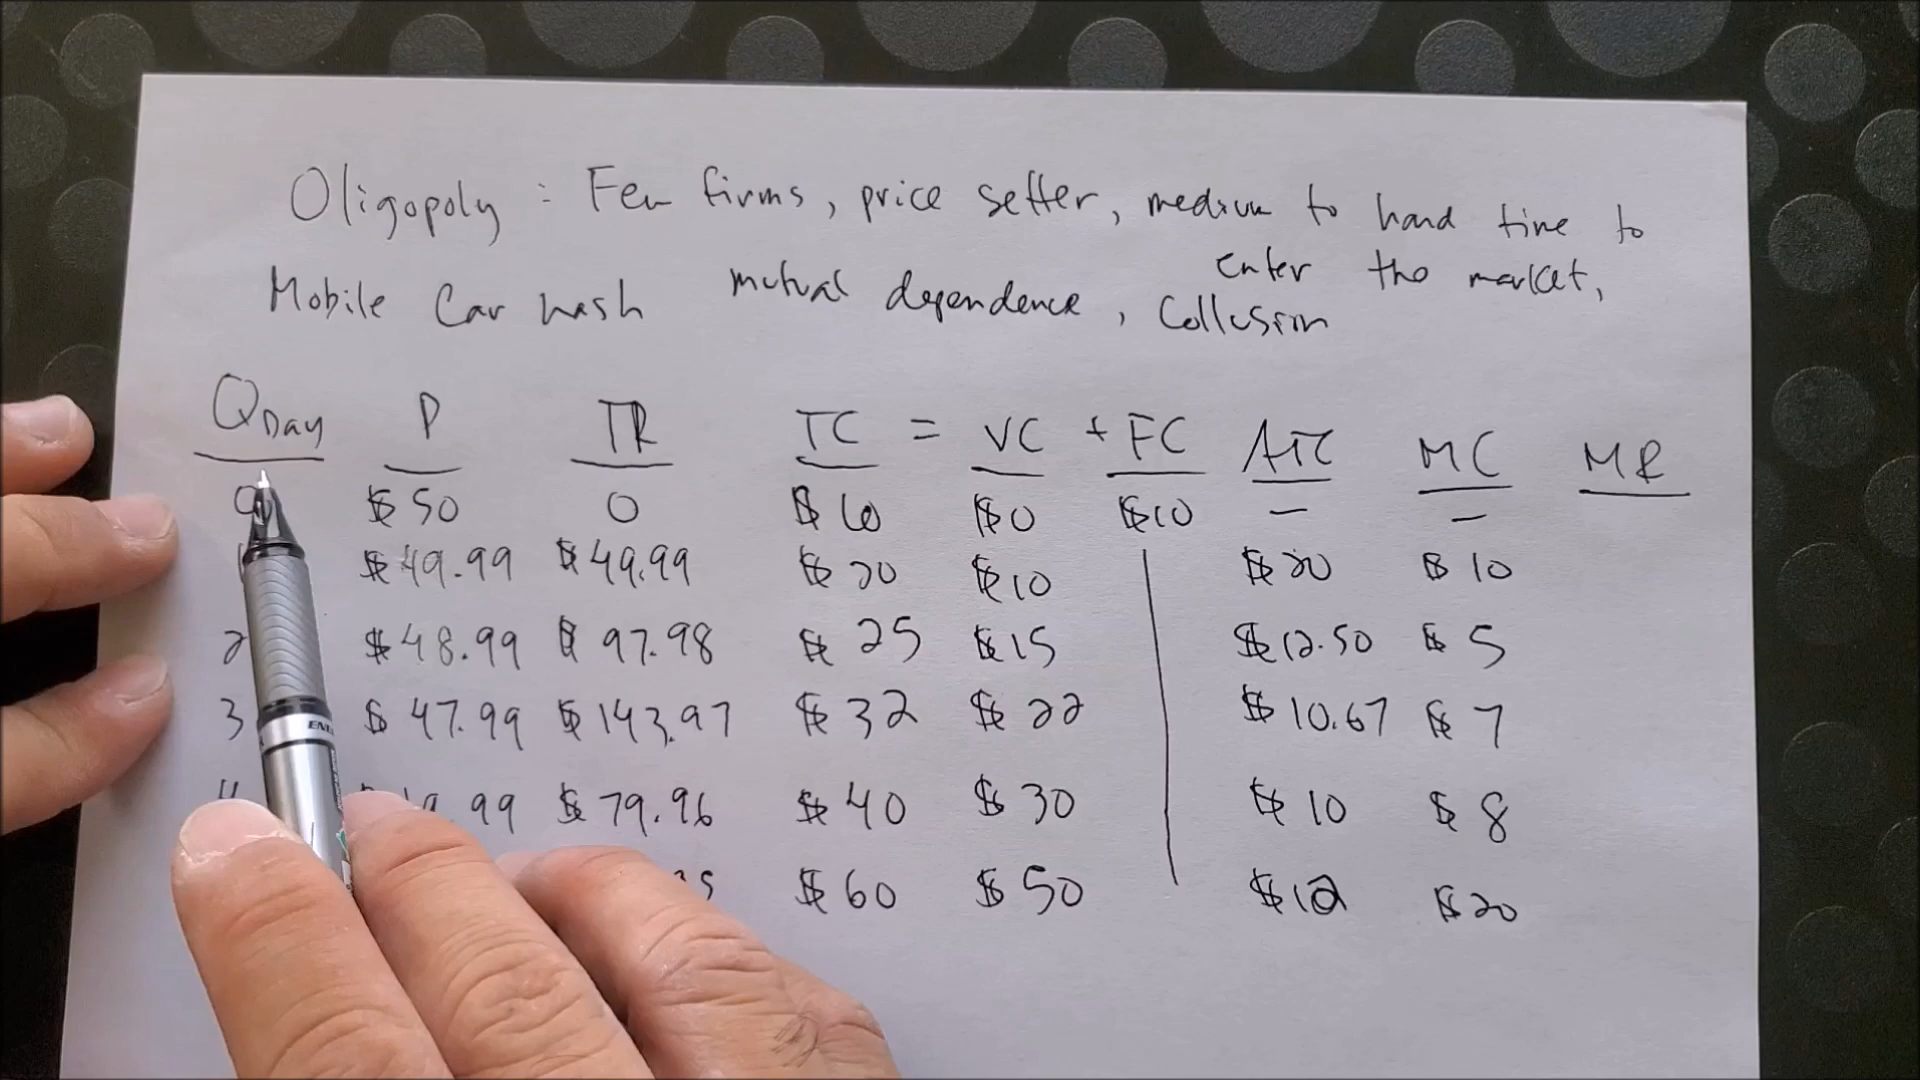 Oligopoly : Few firms, price setter, medium to hard time to
enter the market,
Mobile Car wash mutual dependence, Collusion
QDay P TR TC = VC + FC ATC MC MR
0 $50 0 $10 $0 $10 — —
$49.99 $49.99 $20 $10 $20 $10
2 $48.99 $97.98 $25 $15 $12.50 $5
3 $47.99 $143.97 $32 $22 $10.67 $7
4 .99 $79.96 $40 $30 $10 $8
$60 $50 $12 $20